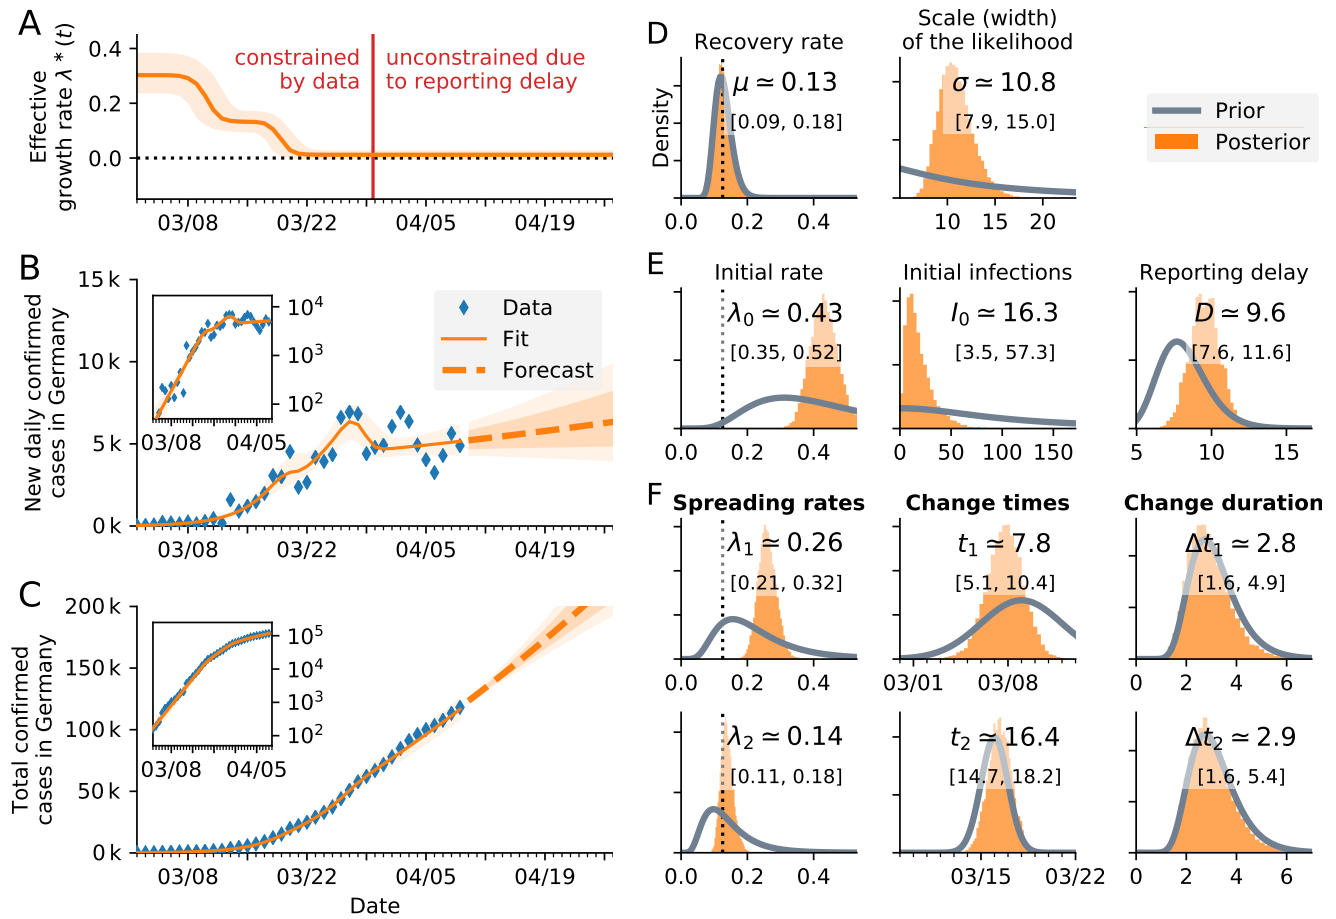 A
Effective
growth rate λ * (t)
0.4
0.2
0.0
constrained
by data
unconstrained due
to reporting delay
03/08
03/22
04/05
04/19
B
New daily confirmed
cases in Germany
15 k
10 k
5 k
0 k
10⁴
10³
10²
03/08
04/05
Data
Fit
Forecast
03/08
03/22
04/05
04/19
C
Total confirmed
cases in Germany
200 k
150 k
100 k
50 k
0 k
10⁵
10⁴
10³
10²
03/08
04/05
03/08
03/22
04/05
04/19
Date
D
Recovery rate
Density
μ ≃ 0.13
[0.09, 0.18]
0.0
0.2
0.4
Scale (width)
of the likelihood
σ ≃ 10.8
[7.9, 15.0]
10
15
20
Prior
Posterior
E
Initial rate
λ₀ ≃ 0.43
[0.35, 0.52]
0.0
0.2
0.4
Initial infections
I₀ ≃ 16.3
[3.5, 57.3]
0
50
100
150
Reporting delay
D ≃ 9.6
[7.6, 11.6]
5
10
15
F
Spreading rates
λ₁ ≃ 0.26
[0.21, 0.32]
0.0
0.2
0.4
Change times
t₁ ≃ 7.8
[5.1, 10.4]
03/01
03/08
Change duration
Δt₁ ≃ 2.8
[1.6, 4.9]
0
2
4
6
λ₂ ≃ 0.14
[0.11, 0.18]
0.0
0.2
0.4
t₂ ≃ 16.4
[14.7, 18.2]
03/15
03/22
Δt₂ ≃ 2.9
[1.6, 5.4]
0
2
4
6